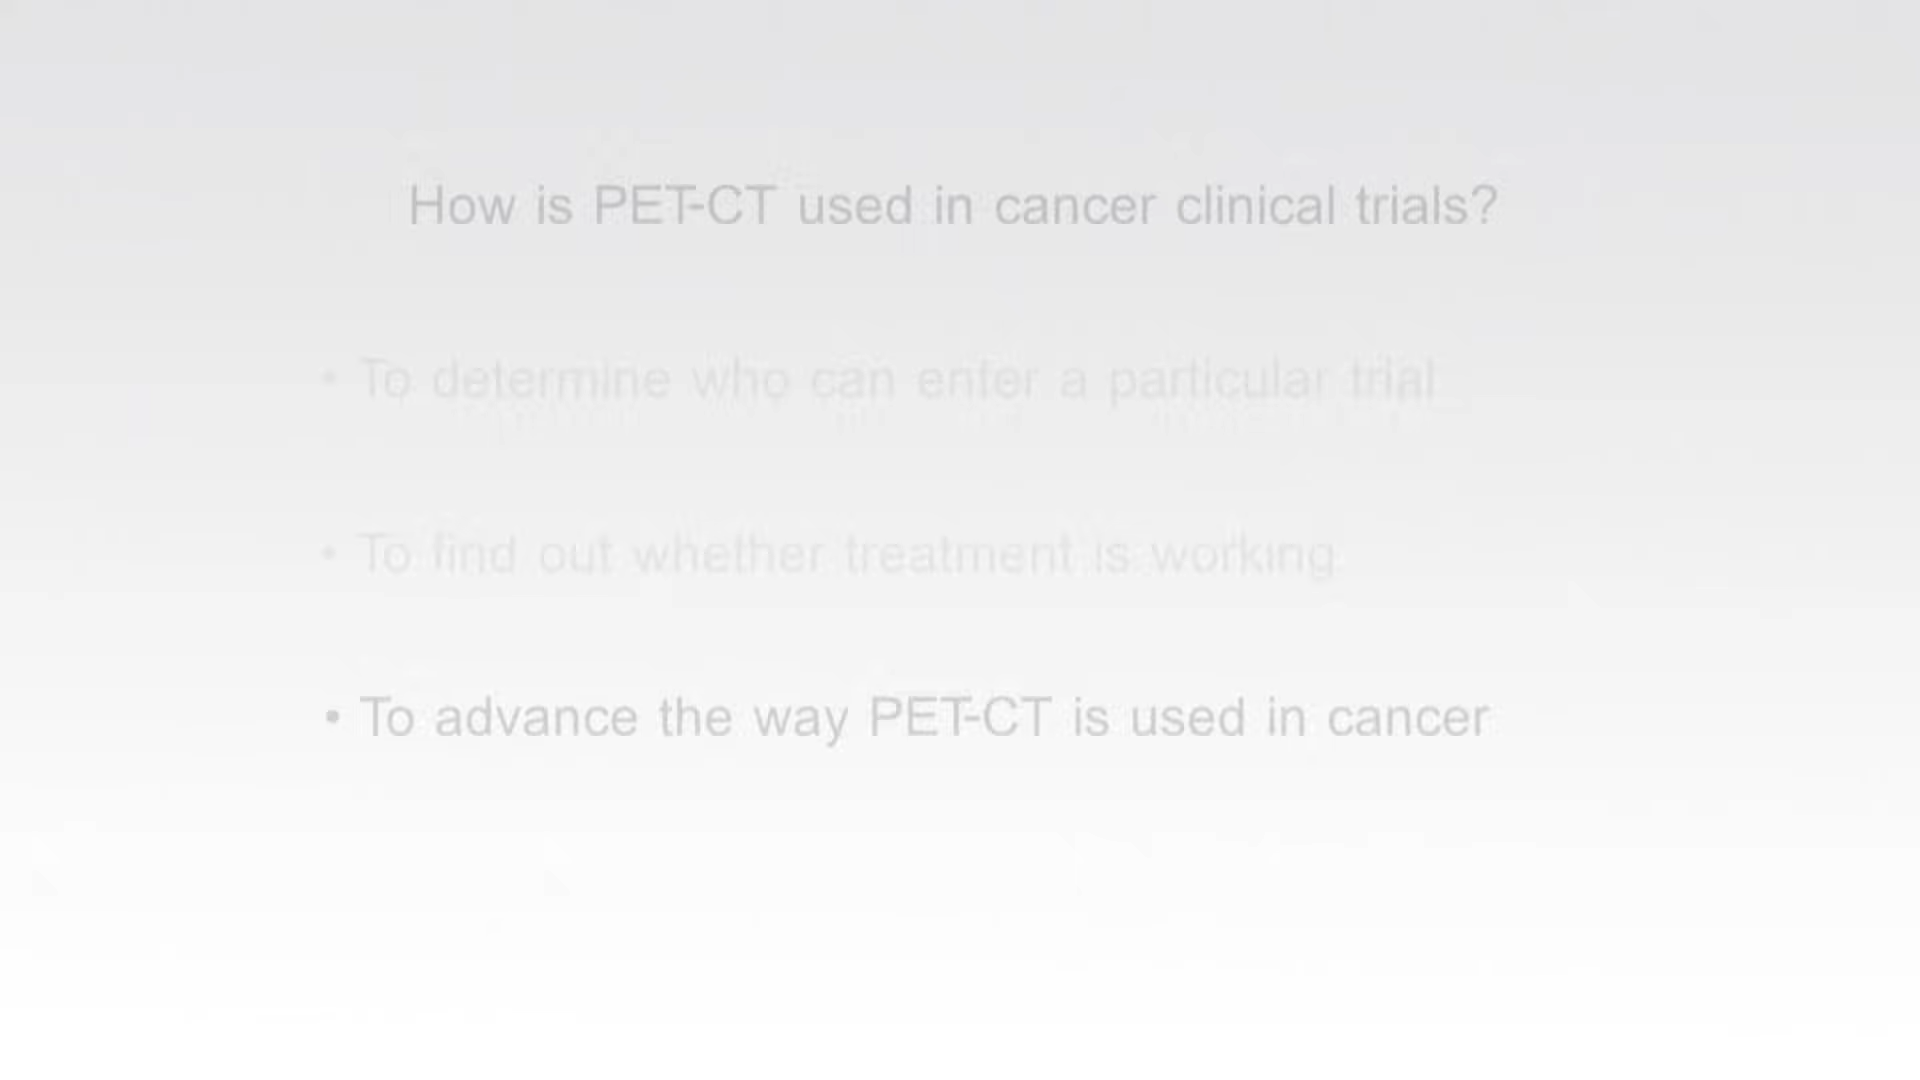 How is PET-CT used in cancer clinical trials?
• To determine who can enter a particular trial
• To find out whether treatment is working
• To advance the way PET-CT is used in cancer